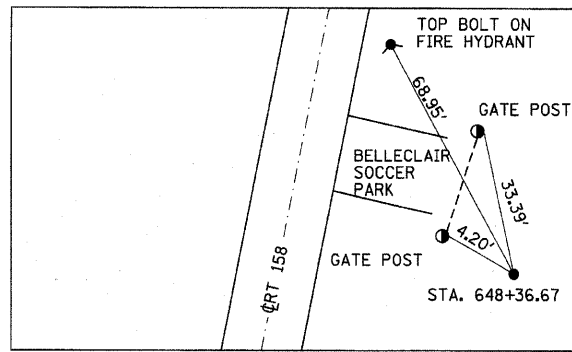 TOP BOLT ON
FIRE HYDRANT
68.95'
GATE POST
BELLECLAIR
SOCCER
PARK
33.39'
4.20'
GATE POST
℄ RT 158
STA. 648+36.67